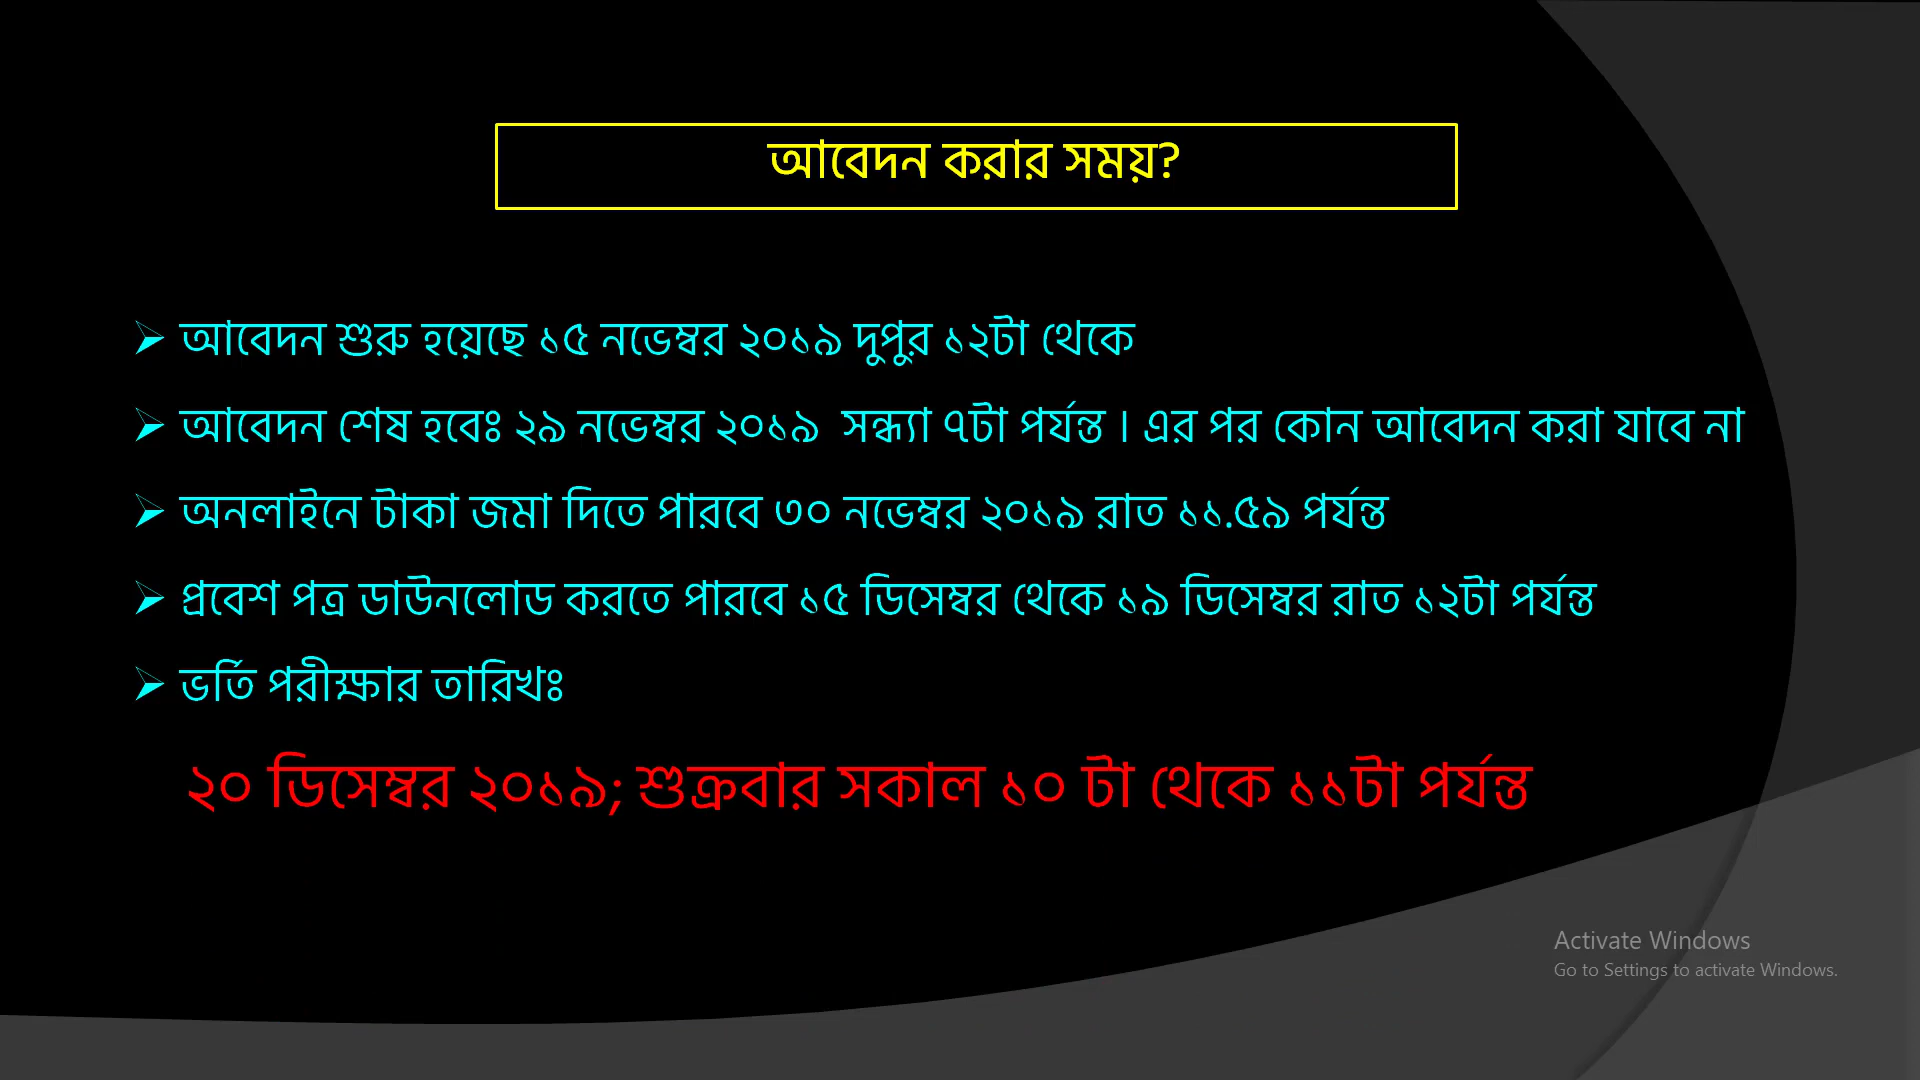 আবেদন করার সময়?
আবেদন শুরু হয়েছে ১৫ নভেম্বর ২০১৯ দুপুর ১২টা থেকে
আবেদন শেষ হবেঃ ২৯ নভেম্বর ২০১৯ সন্ধ্যা ৭টা পর্যন্ত । এর পর কোন আবেদন করা যাবে না
অনলাইনে টাকা জমা দিতে পারবে ৩০ নভেম্বর ২০১৯ রাত ১১.৫৯ পর্যন্ত
প্রবেশ পত্র ডাউনলোড করতে পারবে ১৫ ডিসেম্বর থেকে ১৯ ডিসেম্বর রাত ১২টা পর্যন্ত
ভর্তি পরীক্ষার তারিখঃ
২০ ডিসেম্বর ২০১৯; শুক্রবার সকাল ১০ টা থেকে ১১টা পর্যন্ত
Activate Windows
Go to Settings to activate Windows.